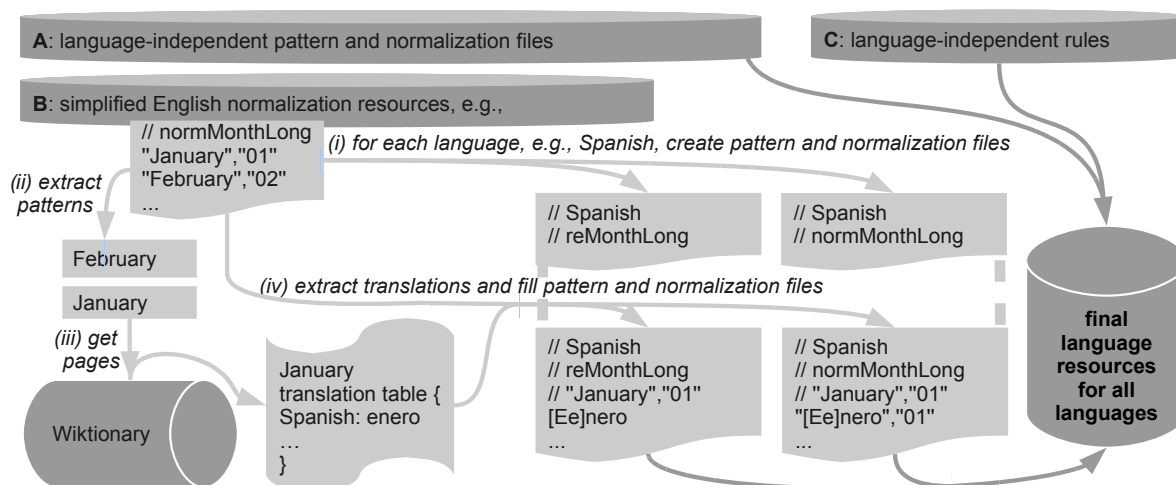 A: language-independent pattern and normalization files
C: language-independent rules
B: simplified English normalization resources, e.g.,
// normMonthLong
"January","01"
"February","02"
...
(i) for each language, e.g., Spanish, create pattern and normalization files
(ii) extract
patterns
// Spanish
// reMonthLong
// Spanish
// normMonthLong
February
January
(iv) extract translations and fill pattern and normalization files
(iii) get
pages
Wiktionary
January
translation table {
Spanish: enero
...
}
// Spanish
// reMonthLong
// "January","01"
[Ee]nero
...
// Spanish
// normMonthLong
// "January","01"
"[Ee]nero","01"
...
final
language
resources
for all
languages